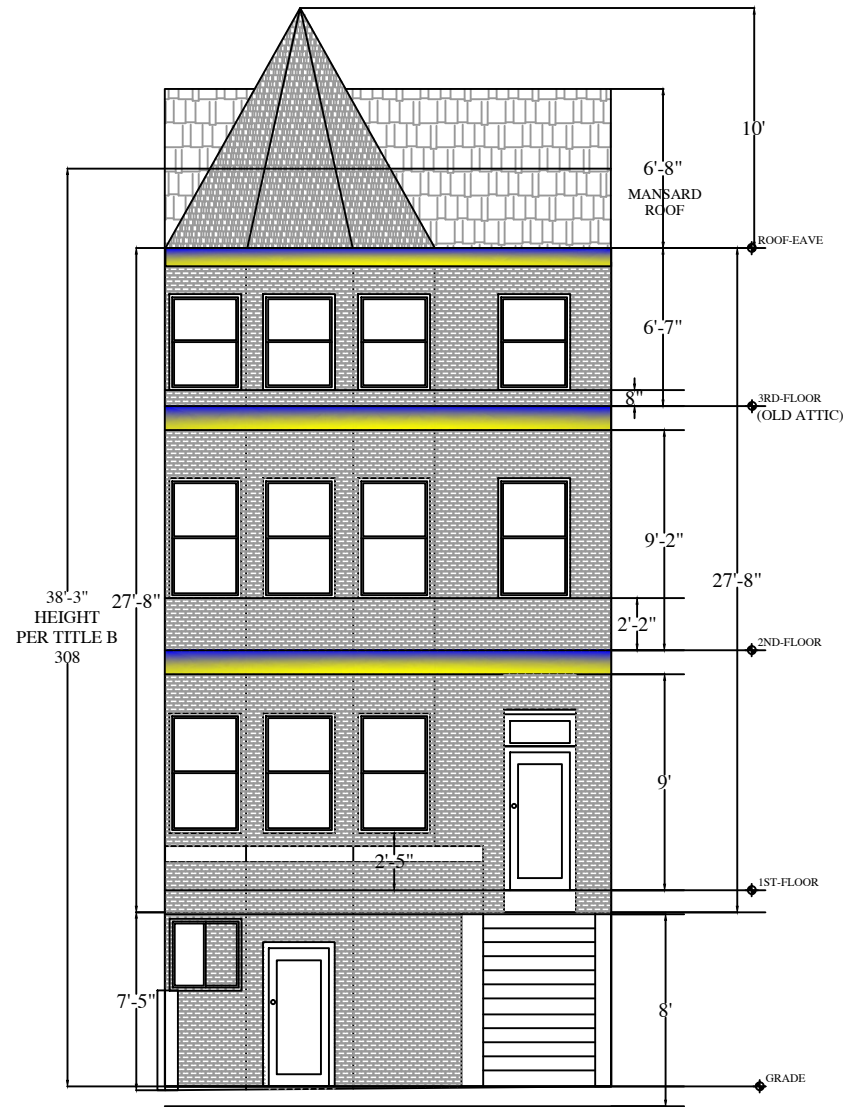 10'
6'-8"
MANSARD
ROOF
ROOF-EAVE
6'-7"
8"
3RD-FLOOR
(OLD ATTIC)
9'-2"
27'-8"
27'-8"
38'-3"
HEIGHT
PER TITLE B
308
2'-2"
2ND-FLOOR
9'
2'-5"
1ST-FLOOR
7'-5"
8'
GRADE